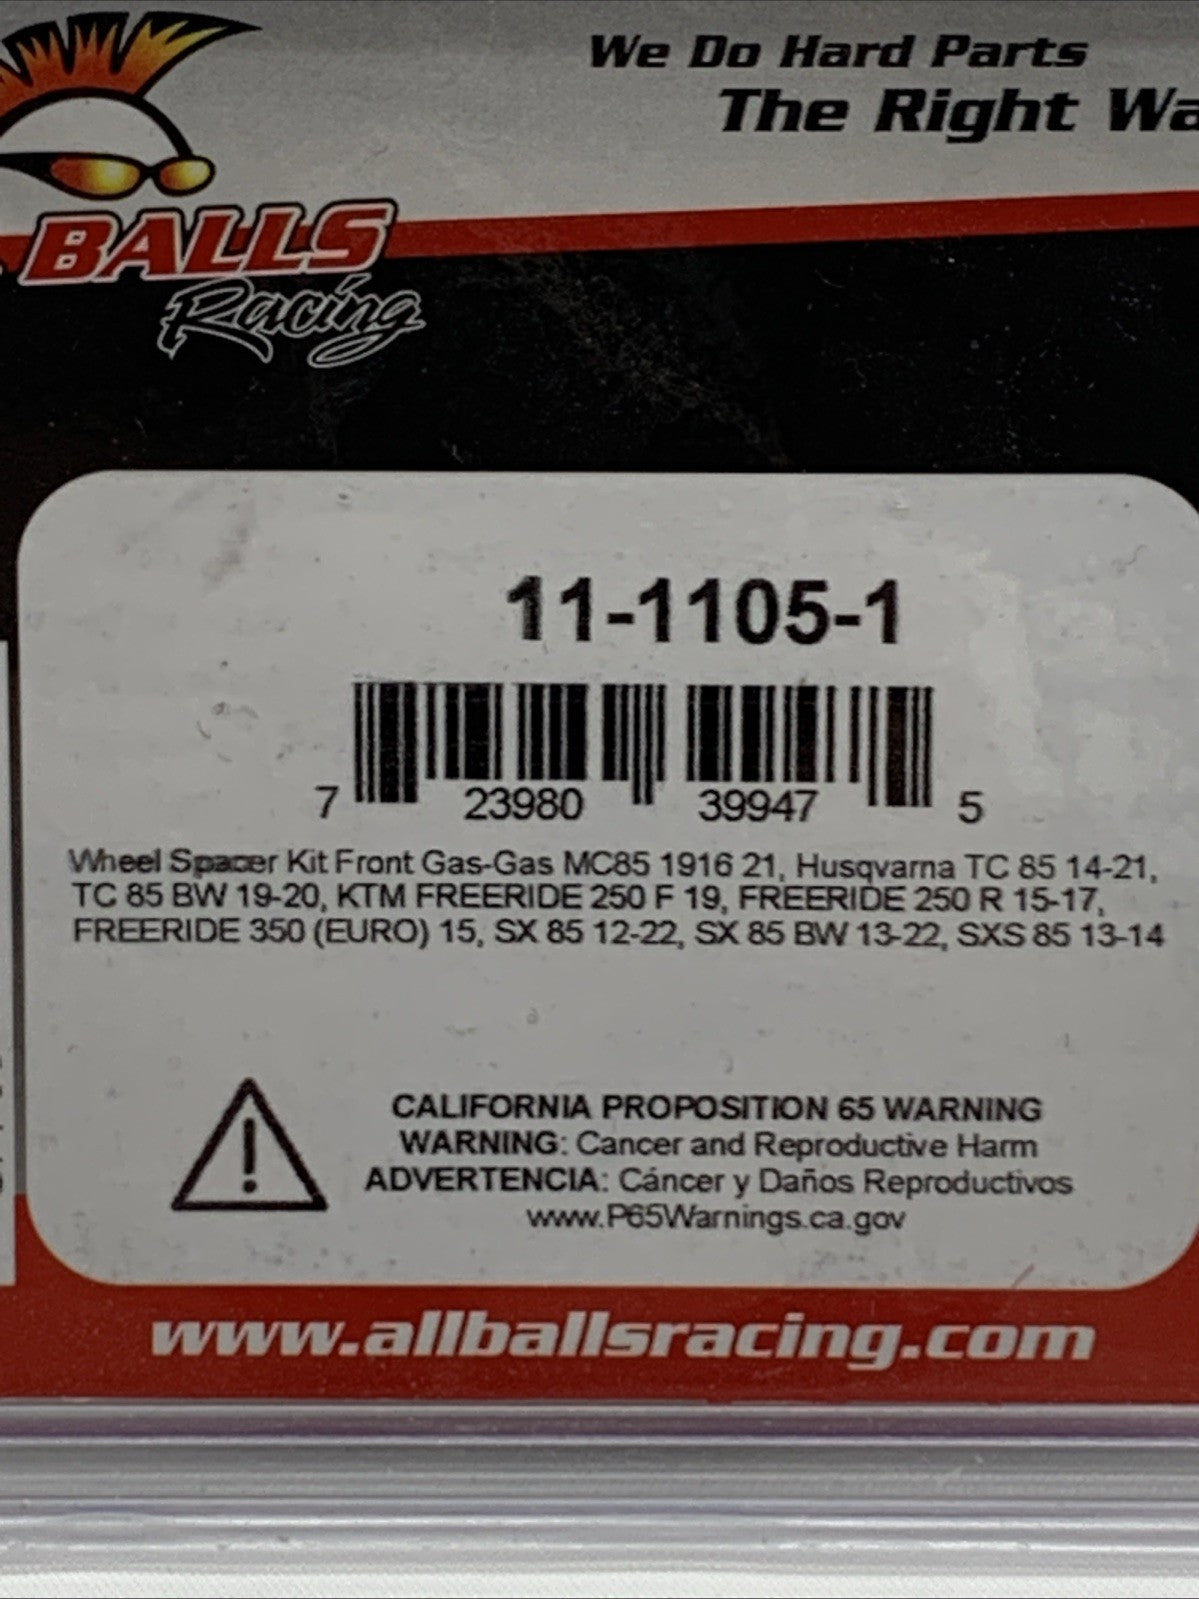 We Do Hard Parts
The Right Wa
BALLS
Racing
11-1105-1
7 23980 39947 5
Wheel Spacer Kit Front Gas-Gas MC85 1916 21, Husqvarna TC 85 14-21,
TC 85 BW 19-20, KTM FREERIDE 250 F 19, FREERIDE 250 R 15-17,
FREERIDE 350 (EURO) 15, SX 85 12-22, SX 85 BW 13-22, SXS 85 13-14
CALIFORNIA PROPOSITION 65 WARNING
WARNING: Cancer and Reproductive Harm
ADVERTENCIA: Cáncer y Daños Reproductivos
www.P65Warnings.ca.gov
www.allballsracing.com